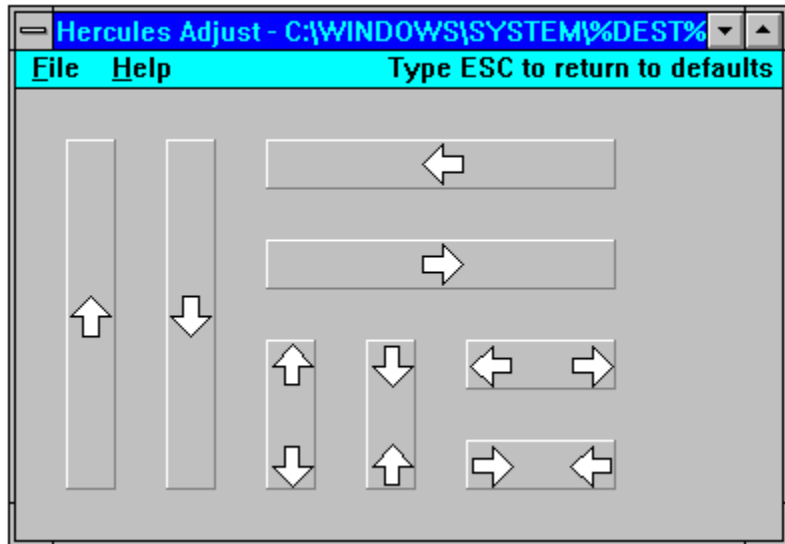 Hercules Adjust - C:\WINDOWS\SYSTEM\%DEST%
File Help Type ESC to return to defaults